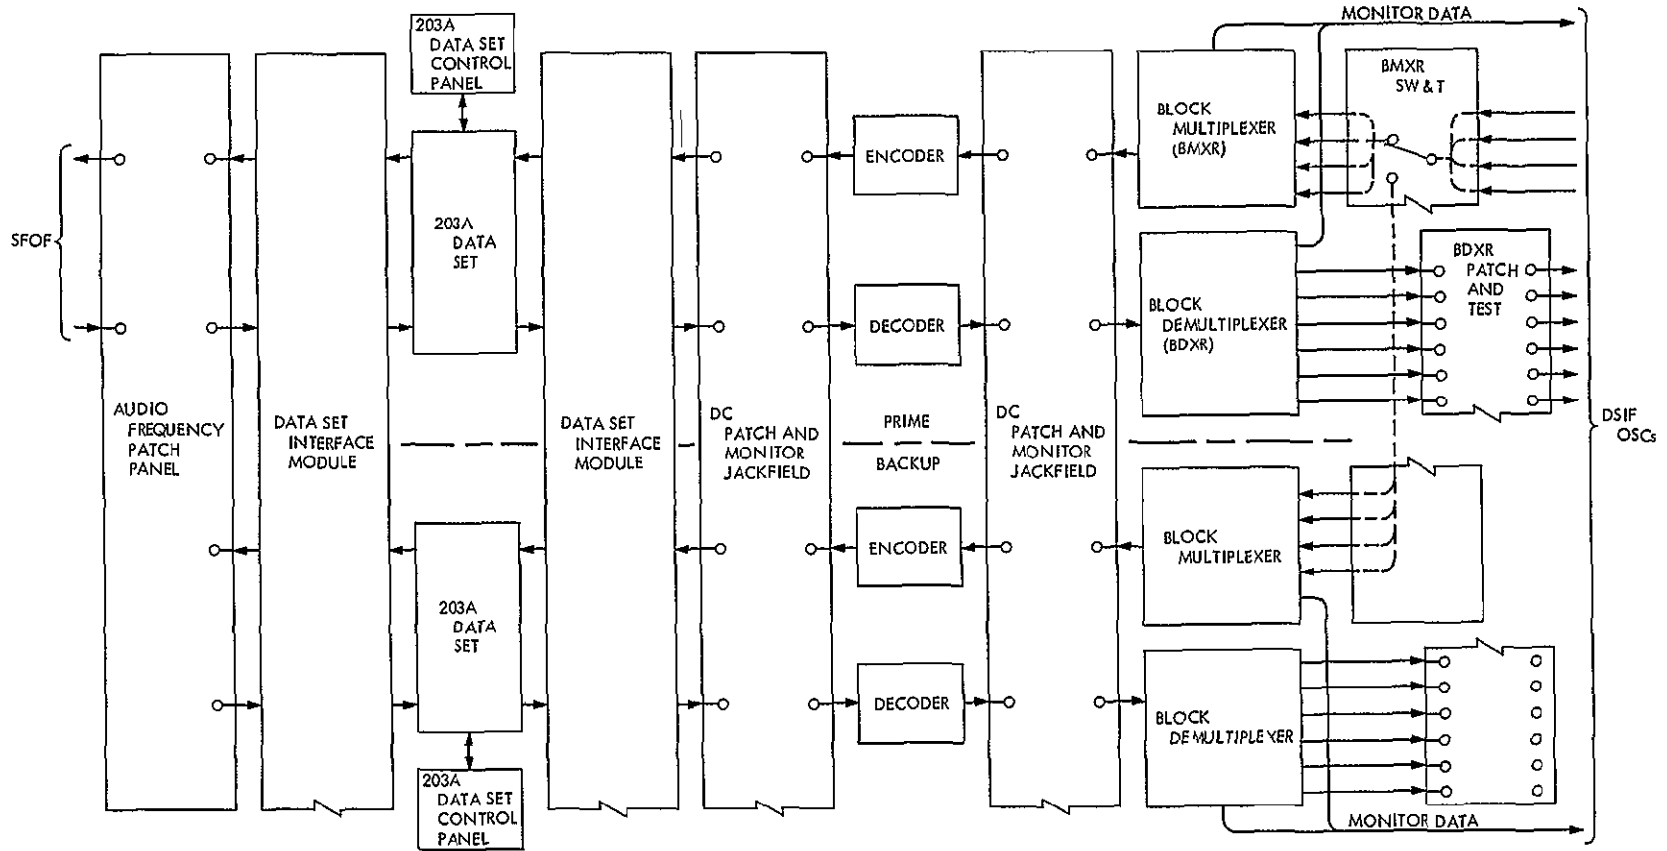 MONITOR DATA
203A
DATA SET
CONTROL
PANEL
BLOCK
MULTIPLEXER
(BMXR)
BMXR
SW & T
ENCODER
203A
DATA
SET
SFOF
BDXR
PATCH
AND
TEST
DECODER
BLOCK
DEMULTIPLEXER
(BDXR)
AUDIO
FREQUENCY
PATCH
PANEL
DATA SET
INTERFACE
MODULE
DATA SET
INTERFACE
MODULE
DC
PATCH AND
MONITOR
JACKFIELD
PRIME
BACKUP
DC
PATCH AND
MONITOR
JACKFIELD
DSIF
OSCs
ENCODER
BLOCK
MULTIPLEXER
203A
DATA
SET
DECODER
BLOCK
DEMULTIPLEXER
203A
DATA SET
CONTROL
PANEL
MONITOR DATA